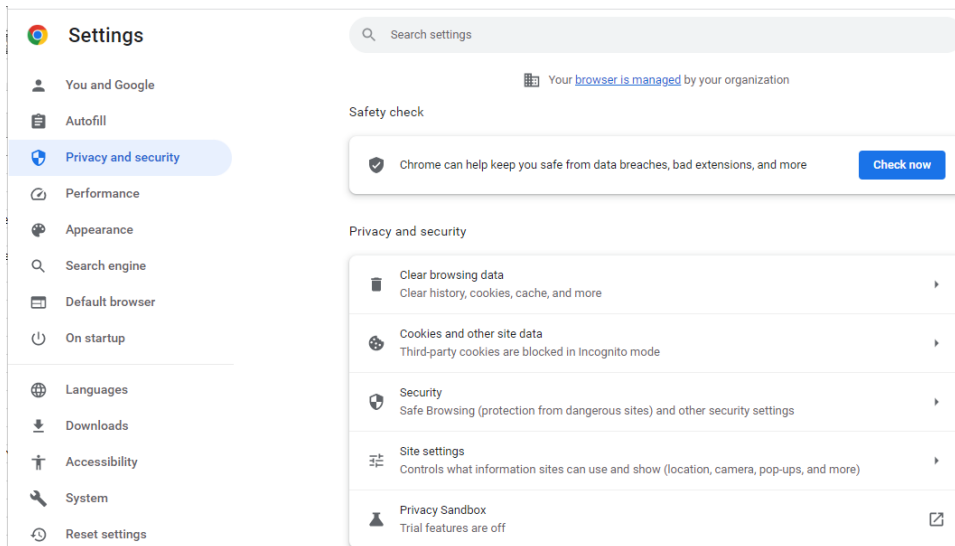 Settings
Search settings
You and Google
Autofill
Privacy and security
Performance
Appearance
Search engine
Default browser
On startup
Languages
Downloads
Accessibility
System
Reset settings
Your browser is managed by your organization
Safety check
Chrome can help keep you safe from data breaches, bad extensions, and more
Check now
Privacy and security
Clear browsing data
Clear history, cookies, cache, and more
Cookies and other site data
Third-party cookies are blocked in Incognito mode
Security
Safe Browsing (protection from dangerous sites) and other security settings
Site settings
Controls what information sites can use and show (location, camera, pop-ups, and more)
Privacy Sandbox
Trial features are off